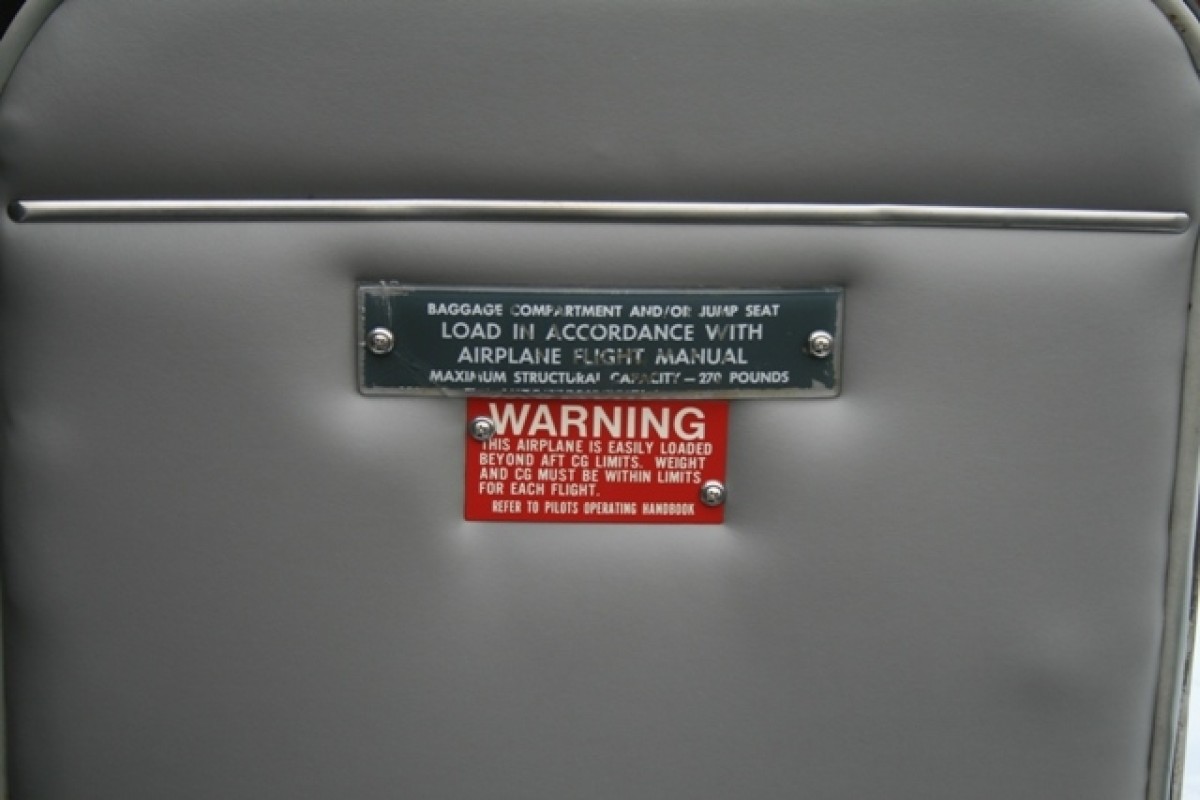 BAGGAGE COMPARTMENT AND/OR JUMP SEAT
LOAD IN ACCORDANCE WITH
AIRPLANE FLIGHT MANUAL
MAXIMUM STRUCTURAL CAPACITY — 270 POUNDS
WARNING
THIS AIRPLANE IS EASILY LOADED
BEYOND AFT CG LIMITS. WEIGHT
AND CG MUST BE WITHIN LIMITS
FOR EACH FLIGHT.
REFER TO PILOTS OPERATING HANDBOOK